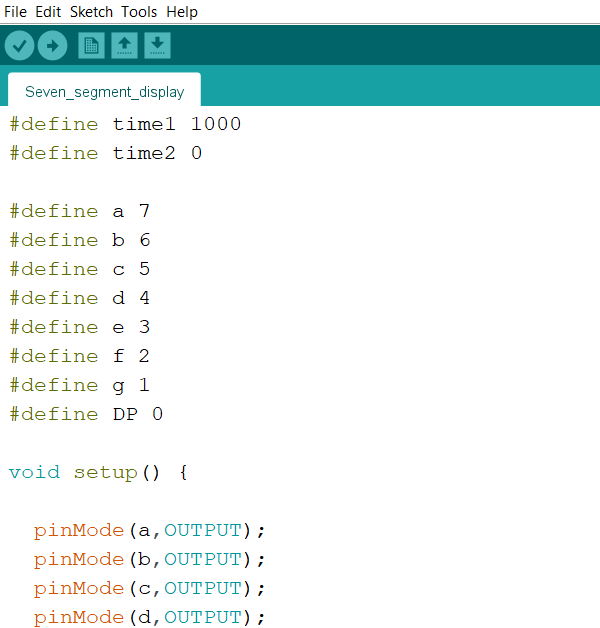 File Edit Sketch Tools Help
Seven_segment_display
#define time1 1000
#define time2 0
#define a 7
#define b 6
#define c 5
#define d 4
#define e 3
#define f 2
#define g 1
#define DP 0
void setup() {
pinMode(a,OUTPUT);
pinMode(b,OUTPUT);
pinMode(c,OUTPUT);
pinMode(d,OUTPUT);